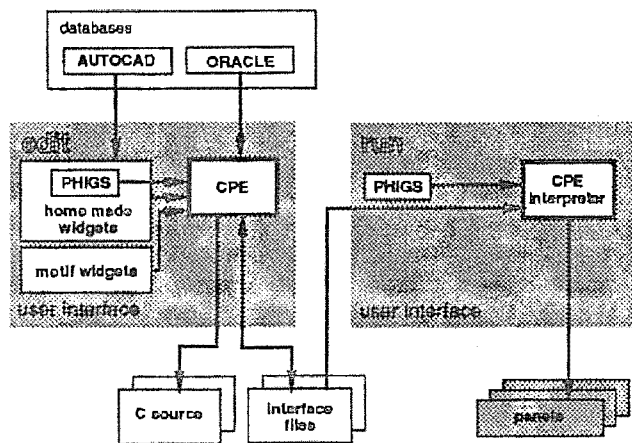 databases
AUTOCAD
ORACLE
edit
run
PHIGS
home made
widgets
CPE
motif widgets
user interface
PHIGS
CPE
interpreter
user interface
C source
interface
files
panels